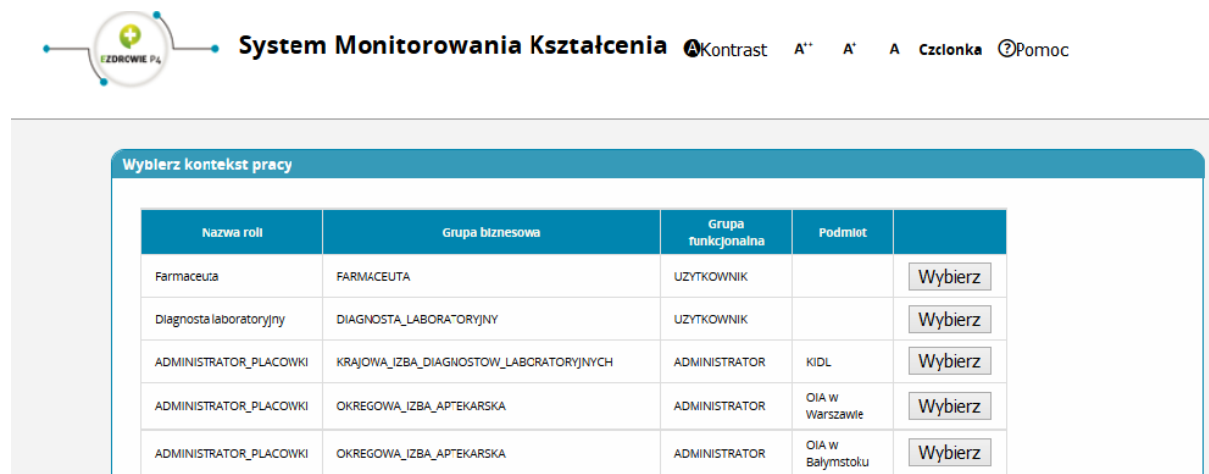 EZDROWIE P4
System Monitorowania Kształcenia AKontrast A++ A+ A Czcionka ?Pomoc
Wybierz kontekst pracy
Nazwa roli Grupa biznesowa Grupa funkcjonalna Podmiot
Farmaceuta FARMACEUTA UZYTKOWNIK Wybierz
Diagnosta laboratoryjny DIAGNOSTA_LABORATORYJNY UZYTKOWNIK Wybierz
ADMINISTRATOR_PLACOWKI KRAJOWA_IZBA_DIAGNOSTOW_LABORATORYJNYCH ADMINISTRATOR KIDL Wybierz
ADMINISTRATOR_PLACOWKI OKREGOWA_IZBA_APTEKARSKA ADMINISTRATOR OIA w Warszawie Wybierz
ADMINISTRATOR_PLACOWKI OKREGOWA_IZBA_APTEKARSKA ADMINISTRATOR OIA w Bałymstoku Wybierz